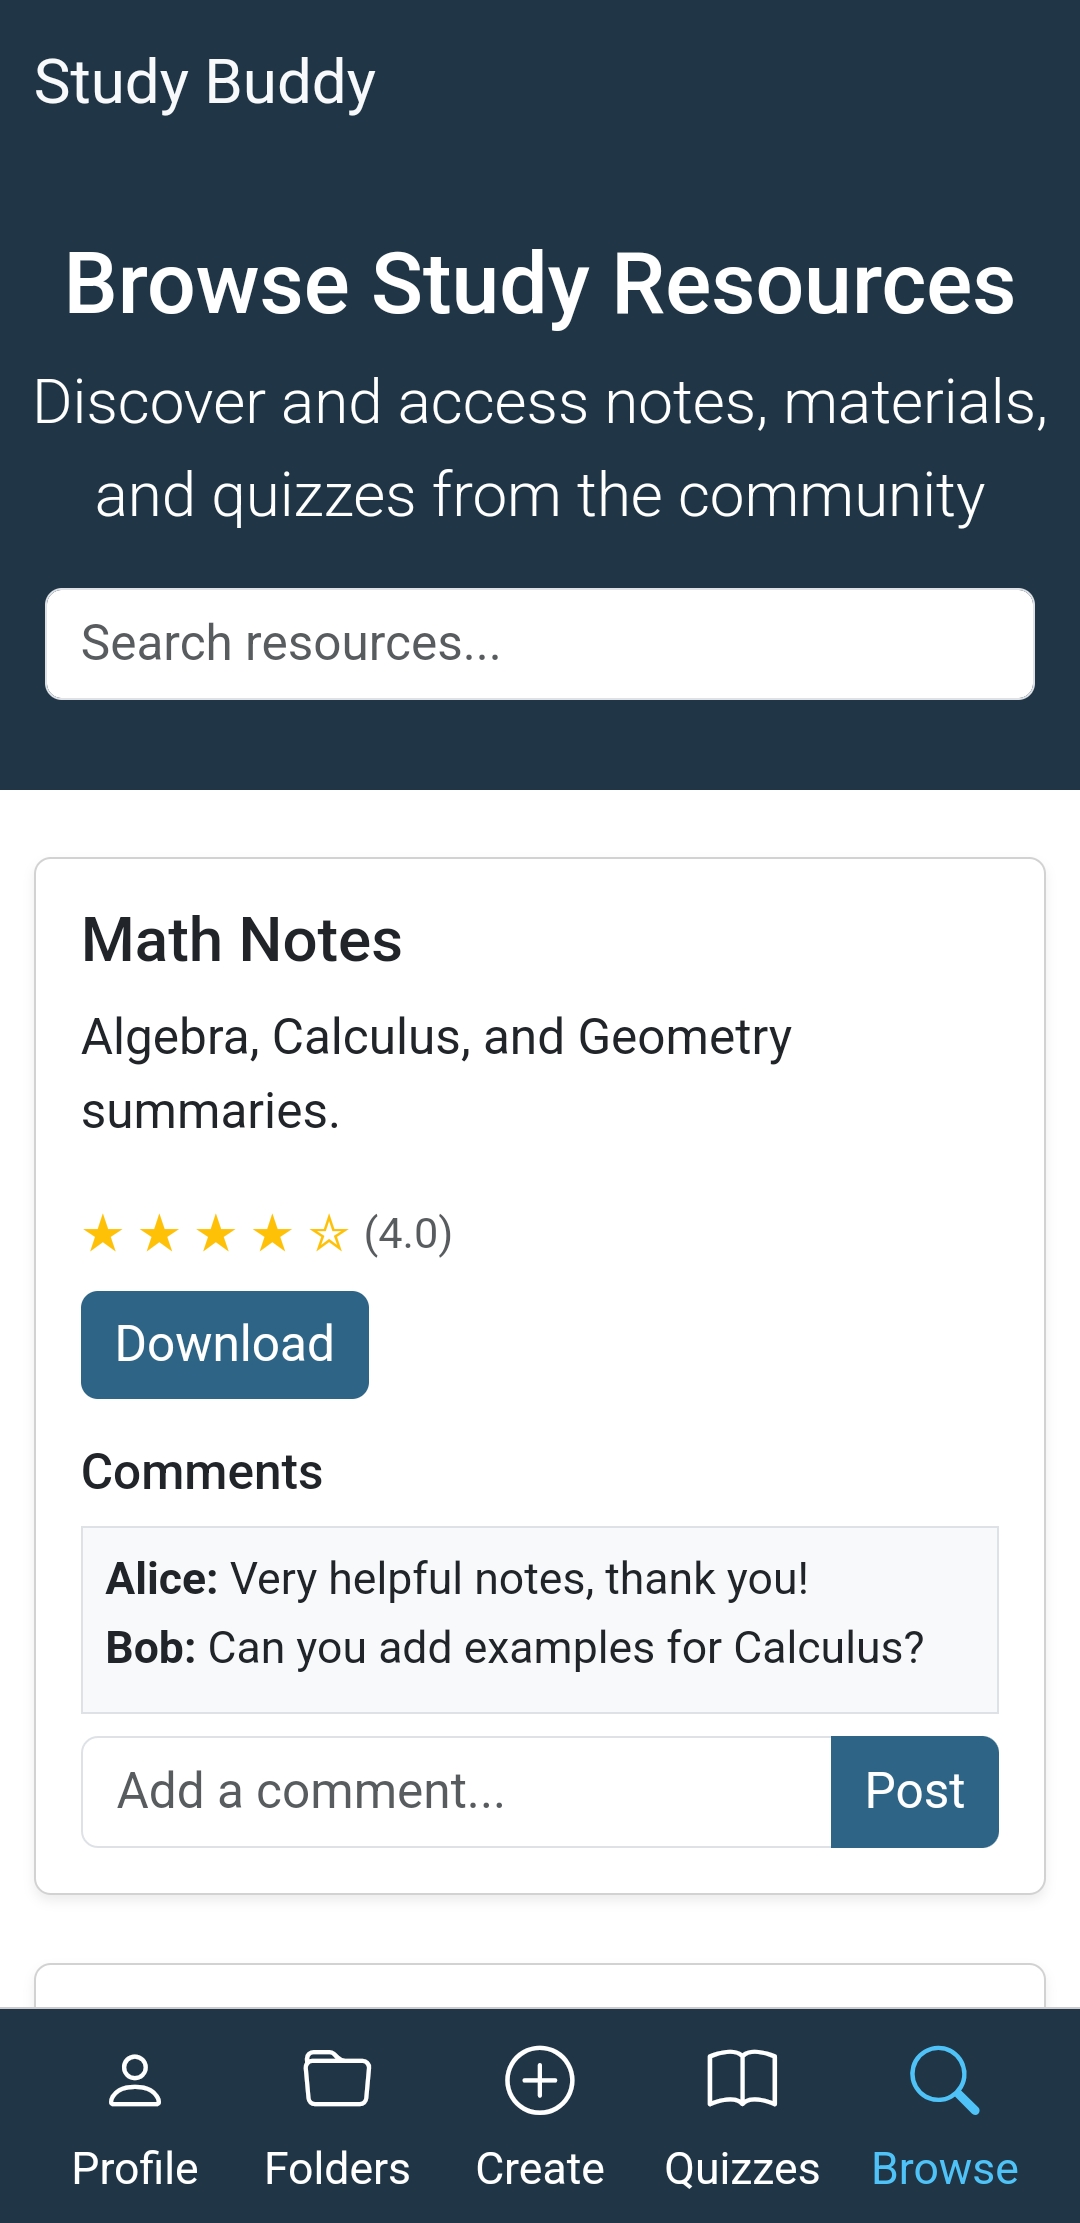 Study Buddy
Browse Study Resources
Discover and access notes, materials,
and quizzes from the community
Search resources...
Math Notes
Algebra, Calculus, and Geometry
summaries.
★ ★ ★ ★ ☆ (4.0)
Download
Comments
Alice: Very helpful notes, thank you!
Bob: Can you add examples for Calculus?
Add a comment...
Post
Profile
Folders
Create
Quizzes
Browse